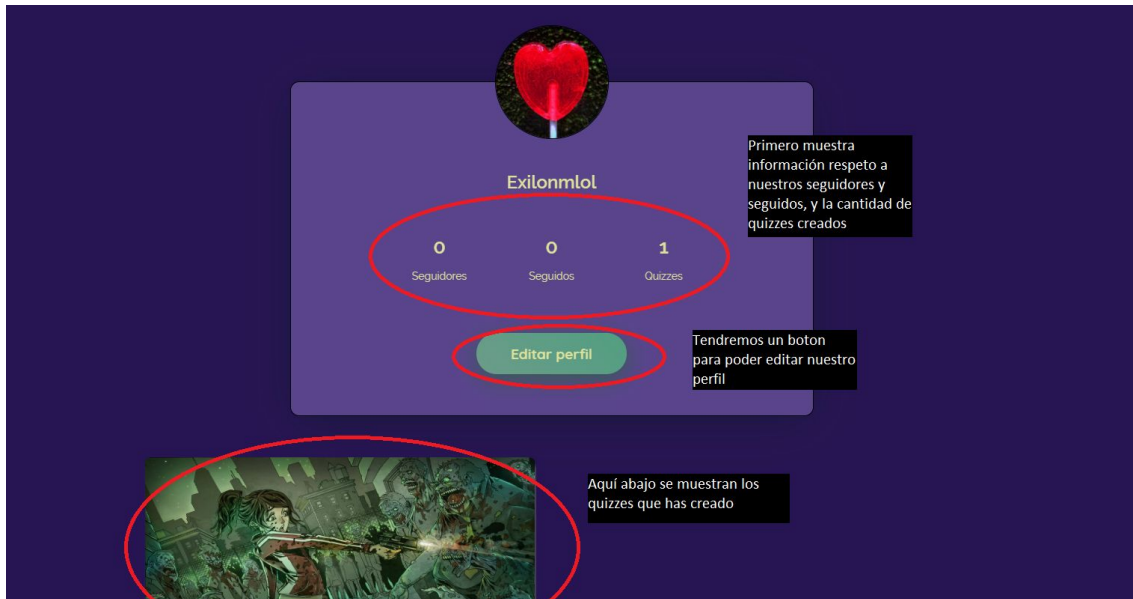 Exilonmlol
Primero muestra
información respeto a
nuestros seguidores y
seguidos, y la cantidad de
quizzes creados
0 0 1
Seguidores Seguidos Quizzes
Editar perfil
Tendremos un boton
para poder editar nuestro
perfil
Aquí abajo se muestran los
quizzes que has creado